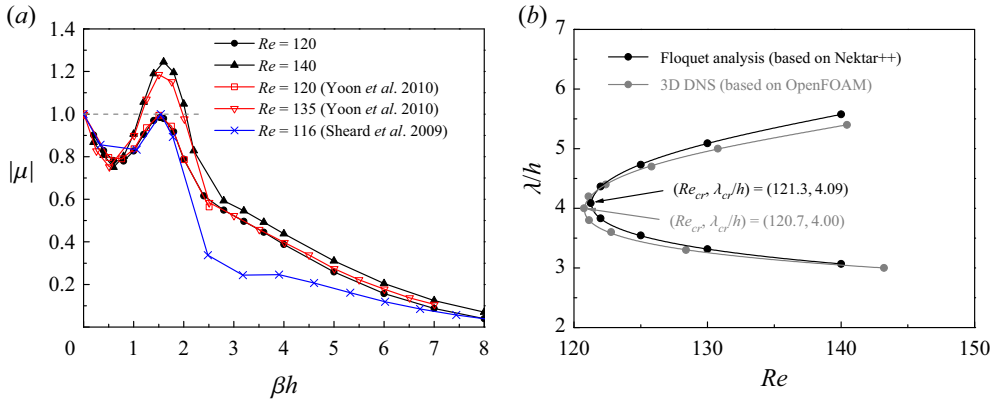 (a)
1.4
1.2
1.0
0.8
0.6
0.4
0.2
|μ|
0 1 2 3 4 5 6 7 8
βh
Re = 120
Re = 140
Re = 120 (Yoon et al. 2010)
Re = 135 (Yoon et al. 2010)
Re = 116 (Sheard et al. 2009)
(b)
7
6
5
4
3
2
λ/h
120 130 140 150
Re
Floquet analysis (based on Nektar++)
3D DNS (based on OpenFOAM)
(Re_cr, λ_cr/h) = (121.3, 4.09)
(Re_cr, λ_cr/h) = (120.7, 4.00)